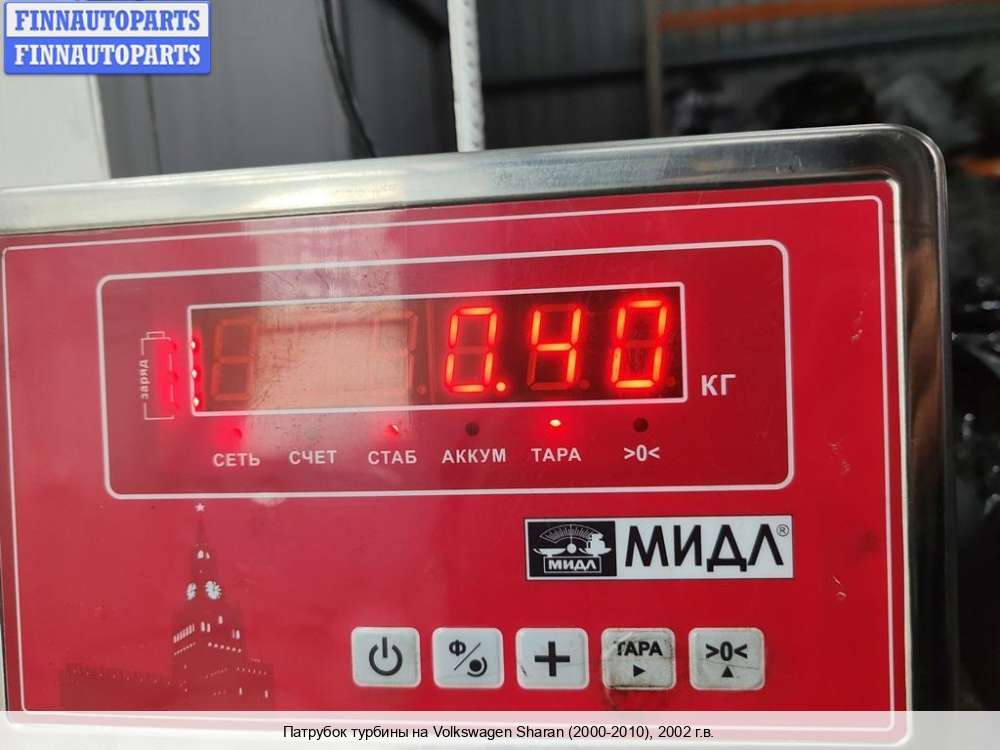 FINNAUTOPARTS
FINNAUTOPARTS
заряд
0.40
КГ
СЕТЬ СЧЕТ СТАБ АККУМ ТАРА >0<
МИДЛ МИДЛ®
Ф/ + ТАРА >0<
Патрубок турбины на Volkswagen Sharan (2000-2010), 2002 г.в.